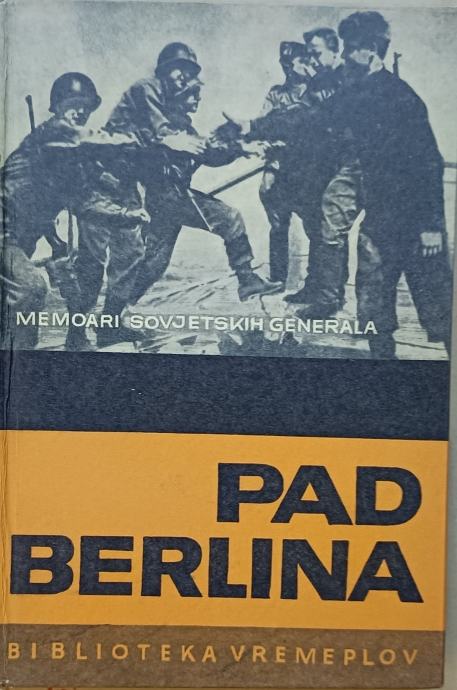 MEMOARI SOVJETSKIH GENERALA
PAD
BERLINA
BIBLIOTEKA VREMEPLOV